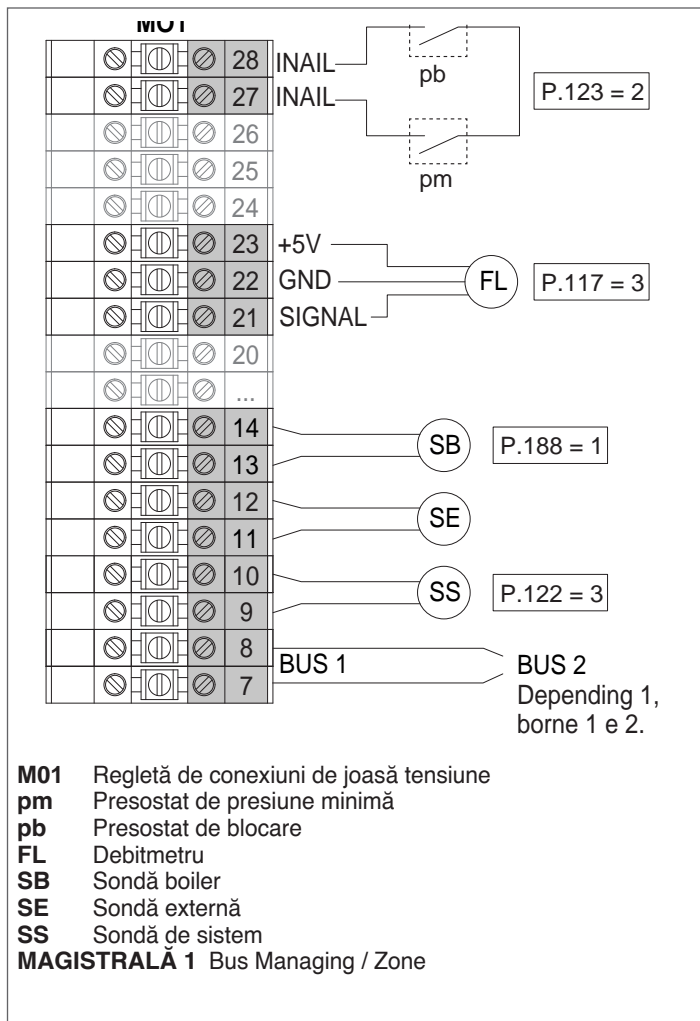 M01
28 INAIL
pb
27 INAIL
P.123 = 2
26
pm
25
24
23 +5V
22 GND
FL
P.117 = 3
21 SIGNAL
20
...
14
SB
P.188 = 1
13
12
SE
11
10
SS
P.122 = 3
9
8
BUS 1
BUS 2
7
Depending 1,
borne 1 e 2.
M01 Regletă de conexiuni de joasă tensiune
pm Presostat de presiune minimă
pb Presostat de blocare
FL Debitmetru
SB Sondă boiler
SE Sondă externă
SS Sondă de sistem
MAGISTRALĂ 1 Bus Managing / Zone